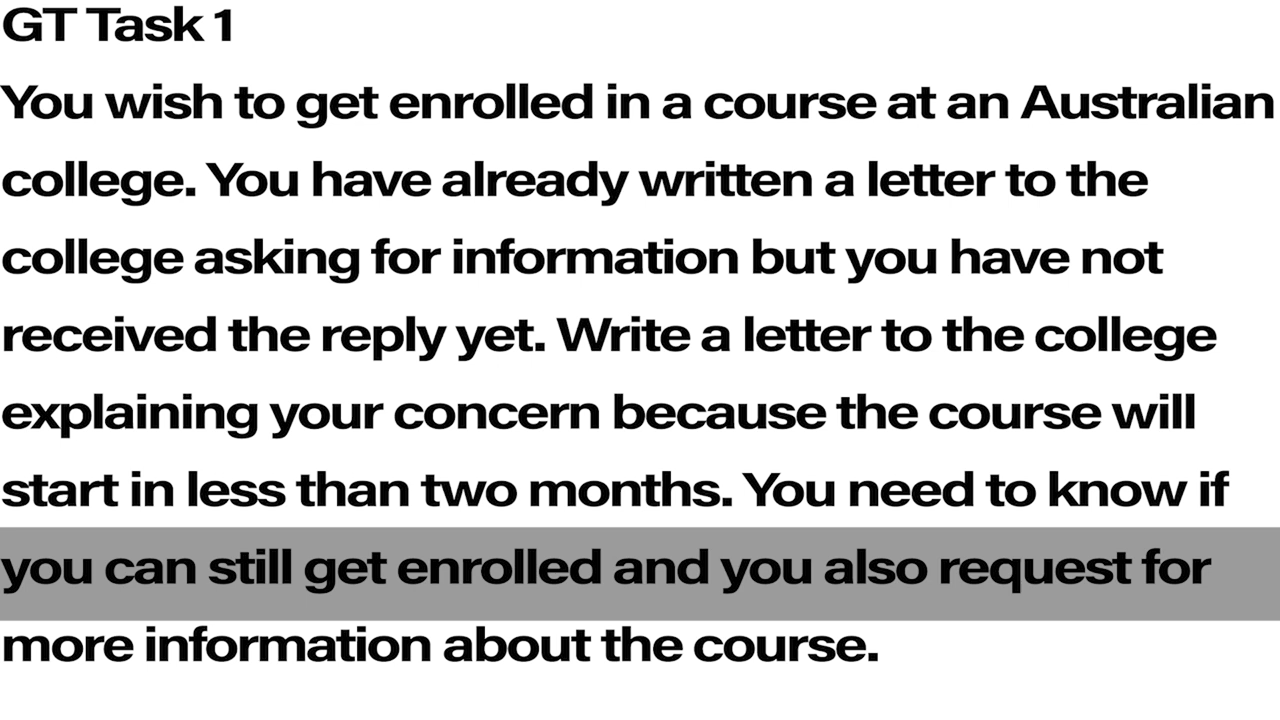 GT Task 1
You wish to get enrolled in a course at an Australian
college. You have already written a letter to the
college asking for information but you have not
received the reply yet. Write a letter to the college
explaining your concern because the course will
start in less than two months. You need to know if
you can still get enrolled and you also request for
more information about the course.